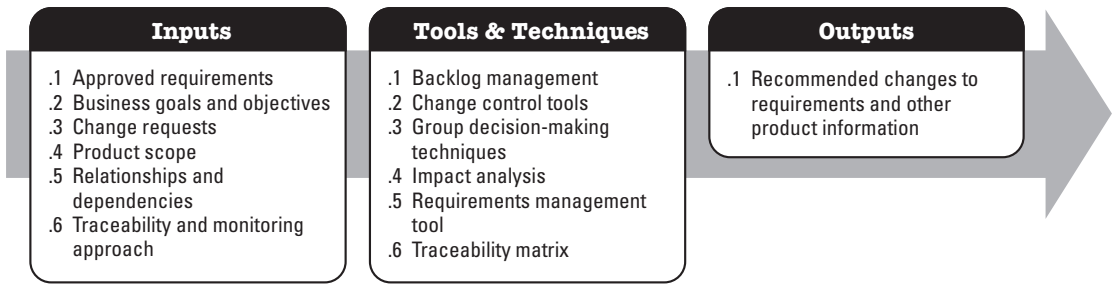 Inputs
.1 Approved requirements
.2 Business goals and objectives
.3 Change requests
.4 Product scope
.5 Relationships and
dependencies
.6 Traceability and monitoring
approach
Tools & Techniques
.1 Backlog management
.2 Change control tools
.3 Group decision-making
techniques
.4 Impact analysis
.5 Requirements management
tool
.6 Traceability matrix
Outputs
.1 Recommended changes to
requirements and other
product information